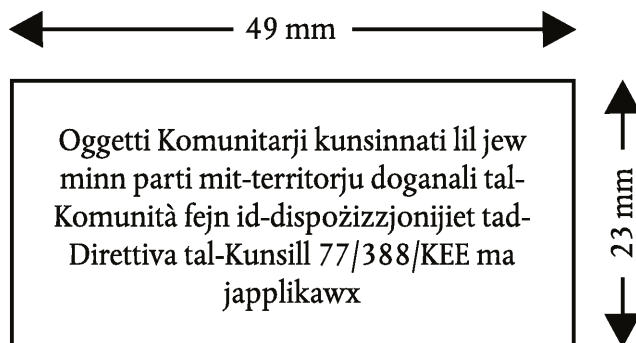 49 mm
Oggetti Komunitarji kunsinnati lil jew
minn parti mit-territorju doganali tal-
Komunità fejn id-dispożizzjonijiet tad-
Direttiva tal-Kunsill 77/388/KEE ma
japplikawx
23 mm